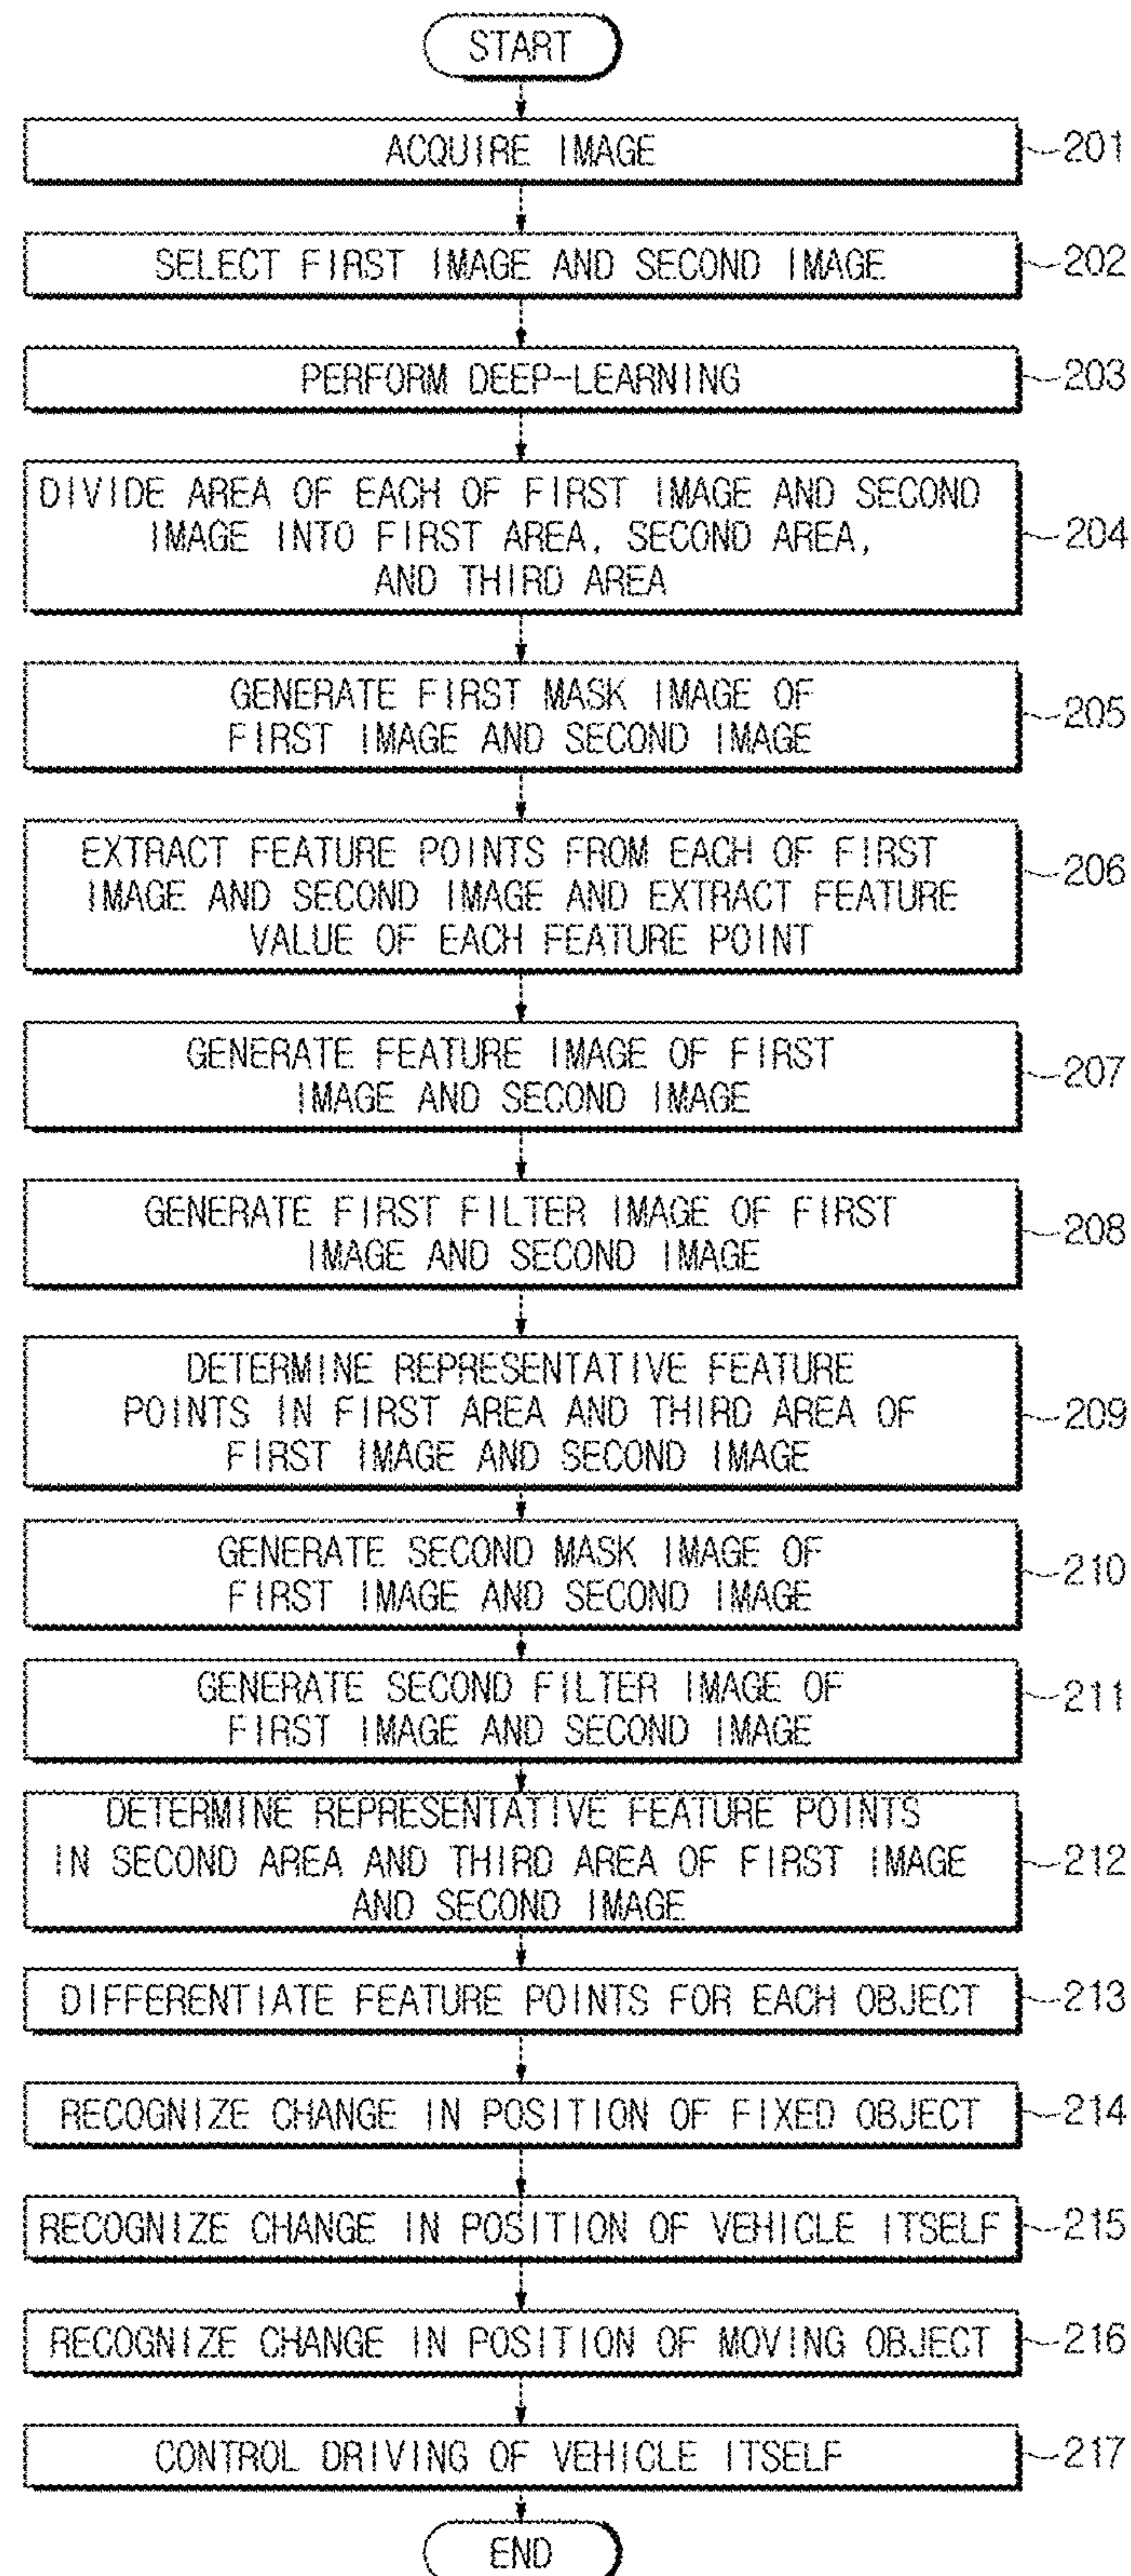 START
ACQUIRE IMAGE
201
SELECT FIRST IMAGE AND SECOND IMAGE
202
PERFORM DEEP-LEARNING
203
DIVIDE AREA OF EACH OF FIRST IMAGE AND SECOND
IMAGE INTO FIRST AREA, SECOND AREA,
AND THIRD AREA
204
GENERATE FIRST MASK IMAGE OF
FIRST IMAGE AND SECOND IMAGE
205
EXTRACT FEATURE POINTS FROM EACH OF FIRST
IMAGE AND SECOND IMAGE AND EXTRACT FEATURE
VALUE OF EACH FEATURE POINT
206
GENERATE FEATURE IMAGE OF FIRST
IMAGE AND SECOND IMAGE
207
GENERATE FIRST FILTER IMAGE OF FIRST
IMAGE AND SECOND IMAGE
208
DETERMINE REPRESENTATIVE FEATURE
POINTS IN FIRST AREA AND THIRD AREA OF
FIRST IMAGE AND SECOND IMAGE
209
GENERATE SECOND MASK IMAGE OF
FIRST IMAGE AND SECOND IMAGE
210
GENERATE SECOND FILTER IMAGE OF
FIRST IMAGE AND SECOND IMAGE
211
DETERMINE REPRESENTATIVE FEATURE POINTS
IN SECOND AREA AND THIRD AREA OF FIRST IMAGE
AND SECOND IMAGE
212
DIFFERENTIATE FEATURE POINTS FOR EACH OBJECT
213
RECOGNIZE CHANGE IN POSITION OF FIXED OBJECT
214
RECOGNIZE CHANGE IN POSITION OF VEHICLE ITSELF
215
RECOGNIZE CHANGE IN POSITION OF MOVING OBJECT
216
CONTROL DRIVING OF VEHICLE ITSELF
217
END